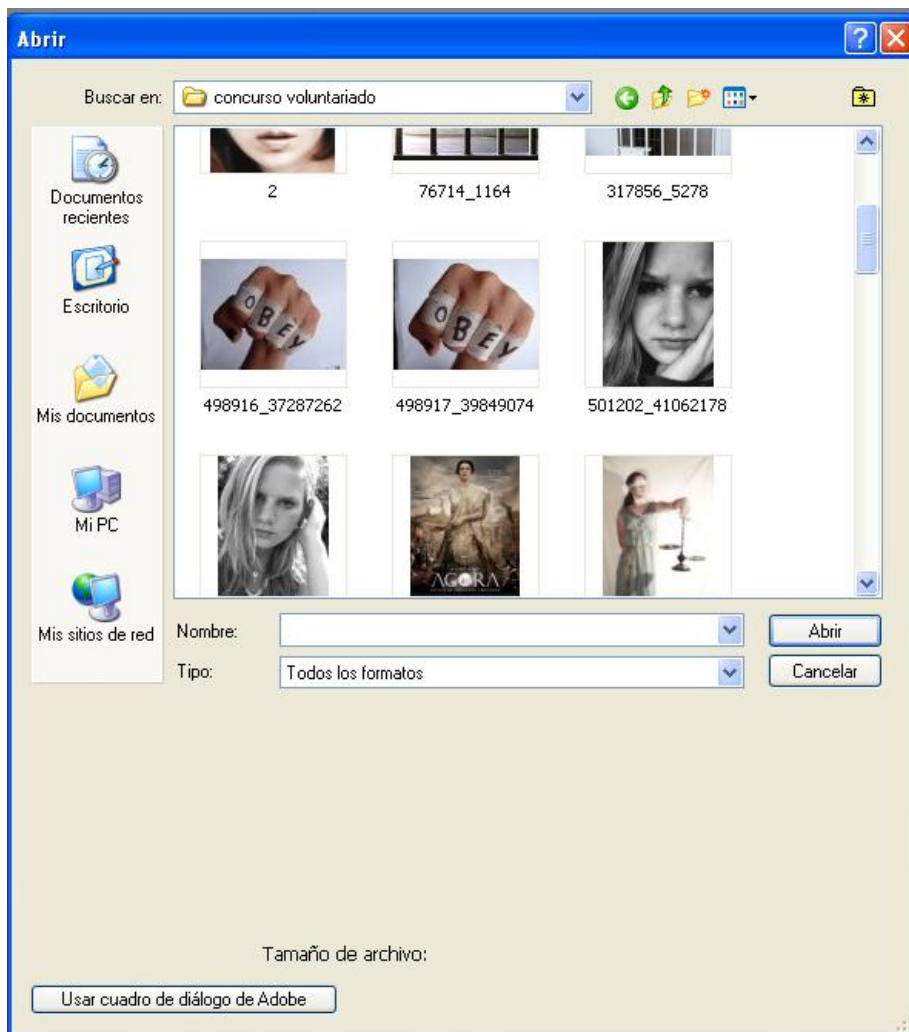 Abrir
Buscar en:
concurso voluntariado
Documentos
recientes
Escritorio
Mis documentos
Mi PC
Mis sitios de red
2
76714_1164
317856_5278
OBEY
OBEY
498916_37287262
498917_39849074
501202_41062178
AGORA
Nombre:
Abrir
Tipo:
Todos los formatos
Cancelar
Tamaño de archivo:
Usar cuadro de diálogo de Adobe